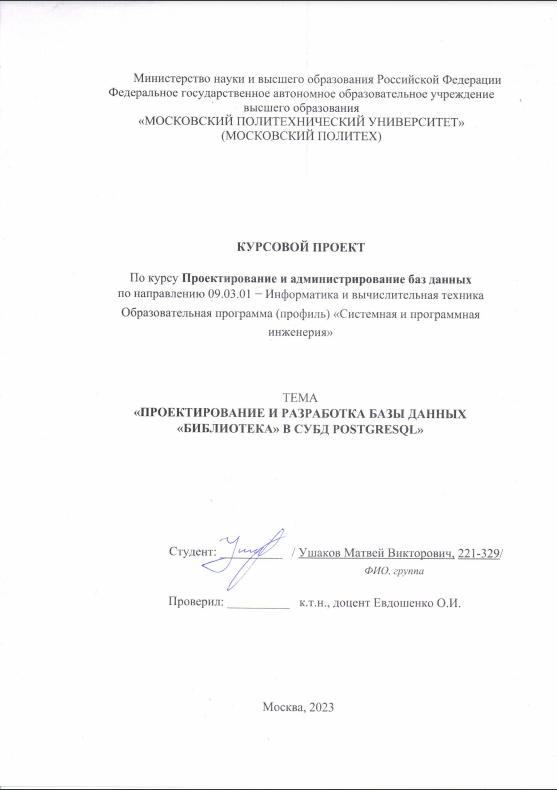 Министерство науки и высшего образования Российской Федерации
Федеральное государственное автономное образовательное учреждение
высшего образования
«МОСКОВСКИЙ ПОЛИТЕХНИЧЕСКИЙ УНИВЕРСИТЕТ»
(МОСКОВСКИЙ ПОЛИТЕХ)
КУРСОВОЙ ПРОЕКТ
По курсу Проектирование и администрирование баз данных
по направлению 09.03.01 − Информатика и вычислительная техника
Образовательная программа (профиль) «Системная и программная
инженерия»
ТЕМА
«ПРОЕКТИРОВАНИЕ И РАЗРАБОТКА БАЗЫ ДАННЫХ
«БИБЛИОТЕКА» В СУБД POSTGRESQL»
Студент: __________ / Ушаков Матвей Викторович, 221-329/
ФИО, группа
Проверил: __________ к.т.н., доцент Евдошенко О.И.
Москва, 2023